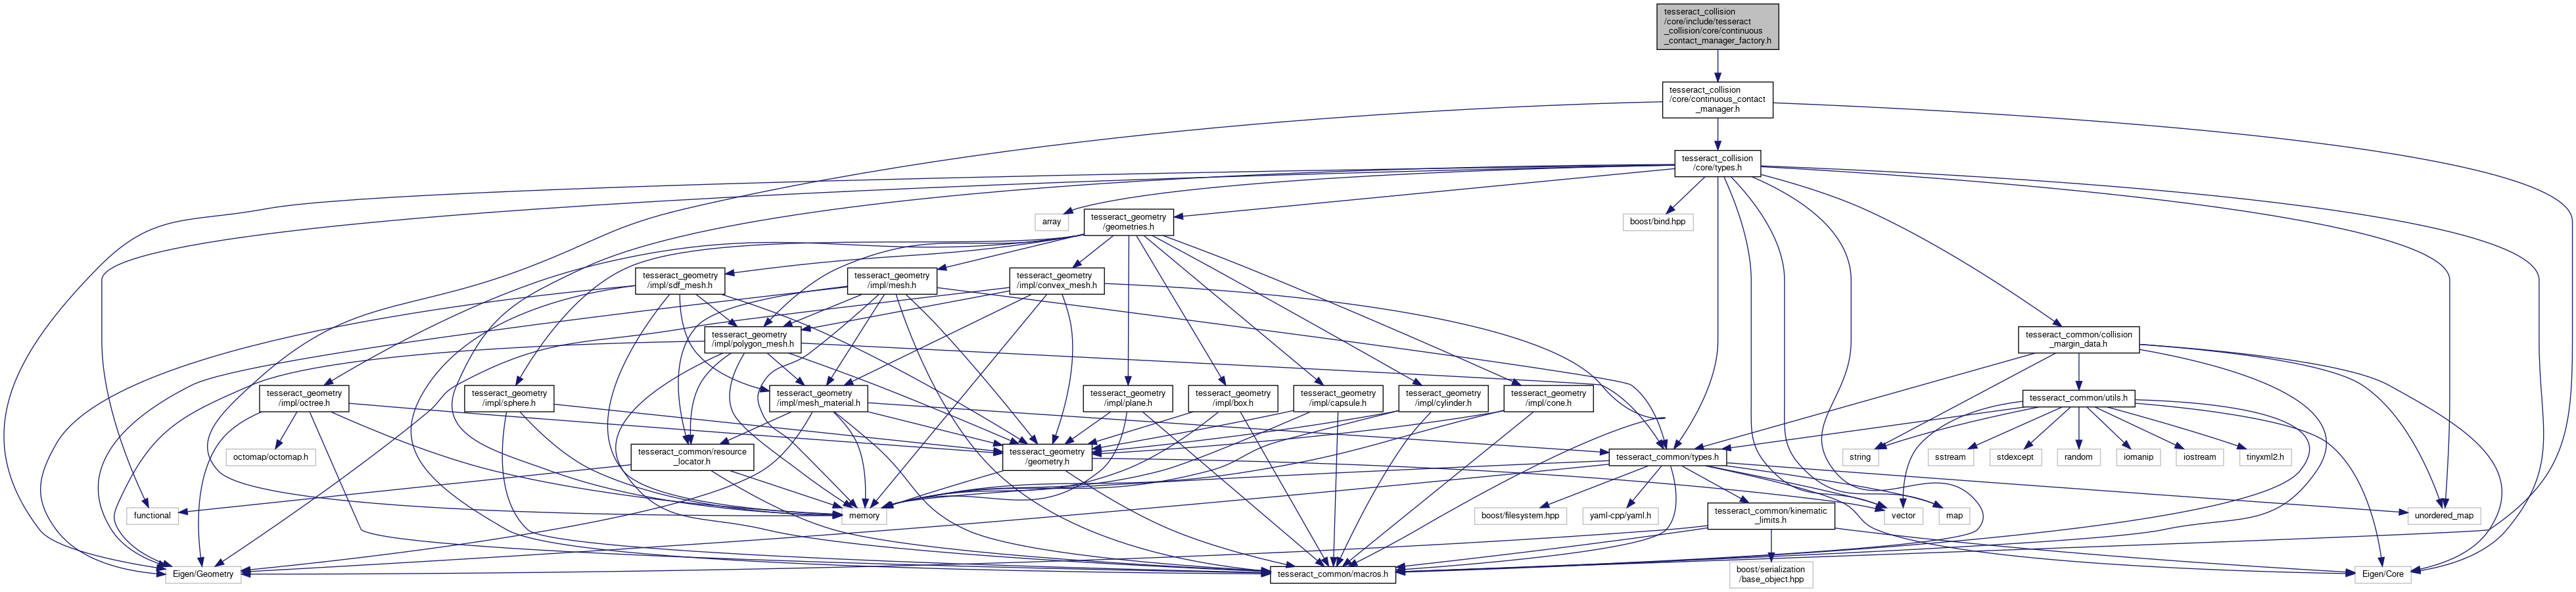 tesseract_collision
/core/include/tesseract
_collision/core/continuous
_contact_manager_factory.h
tesseract_collision
/core/continuous_contact
_manager.h
tesseract_collision
/core/types.h
array
tesseract_geometry
/geometries.h
boost/bind.hpp
tesseract_geometry
/impl/sdf_mesh.h
tesseract_geometry
/impl/mesh.h
tesseract_geometry
/impl/convex_mesh.h
tesseract_geometry
/impl/polygon_mesh.h
tesseract_common/collision
_margin_data.h
tesseract_geometry
/impl/octree.h
tesseract_geometry
/impl/sphere.h
tesseract_geometry
/impl/mesh_material.h
tesseract_geometry
/impl/plane.h
tesseract_geometry
/impl/box.h
tesseract_geometry
/impl/capsule.h
tesseract_geometry
/impl/cylinder.h
tesseract_geometry
/impl/cone.h
tesseract_common/utils.h
octomap/octomap.h
tesseract_common/resource
_locator.h
tesseract_geometry
/geometry.h
tesseract_common/types.h
string
sstream
stdexcept
random
iomanip
iostream
tinyxml2.h
functional
memory
boost/filesystem.hpp
yaml-cpp/yaml.h
tesseract_common/kinematic
_limits.h
vector
map
unordered_map
Eigen/Geometry
tesseract_common/macros.h
boost/serialization
/base_object.hpp
Eigen/Core